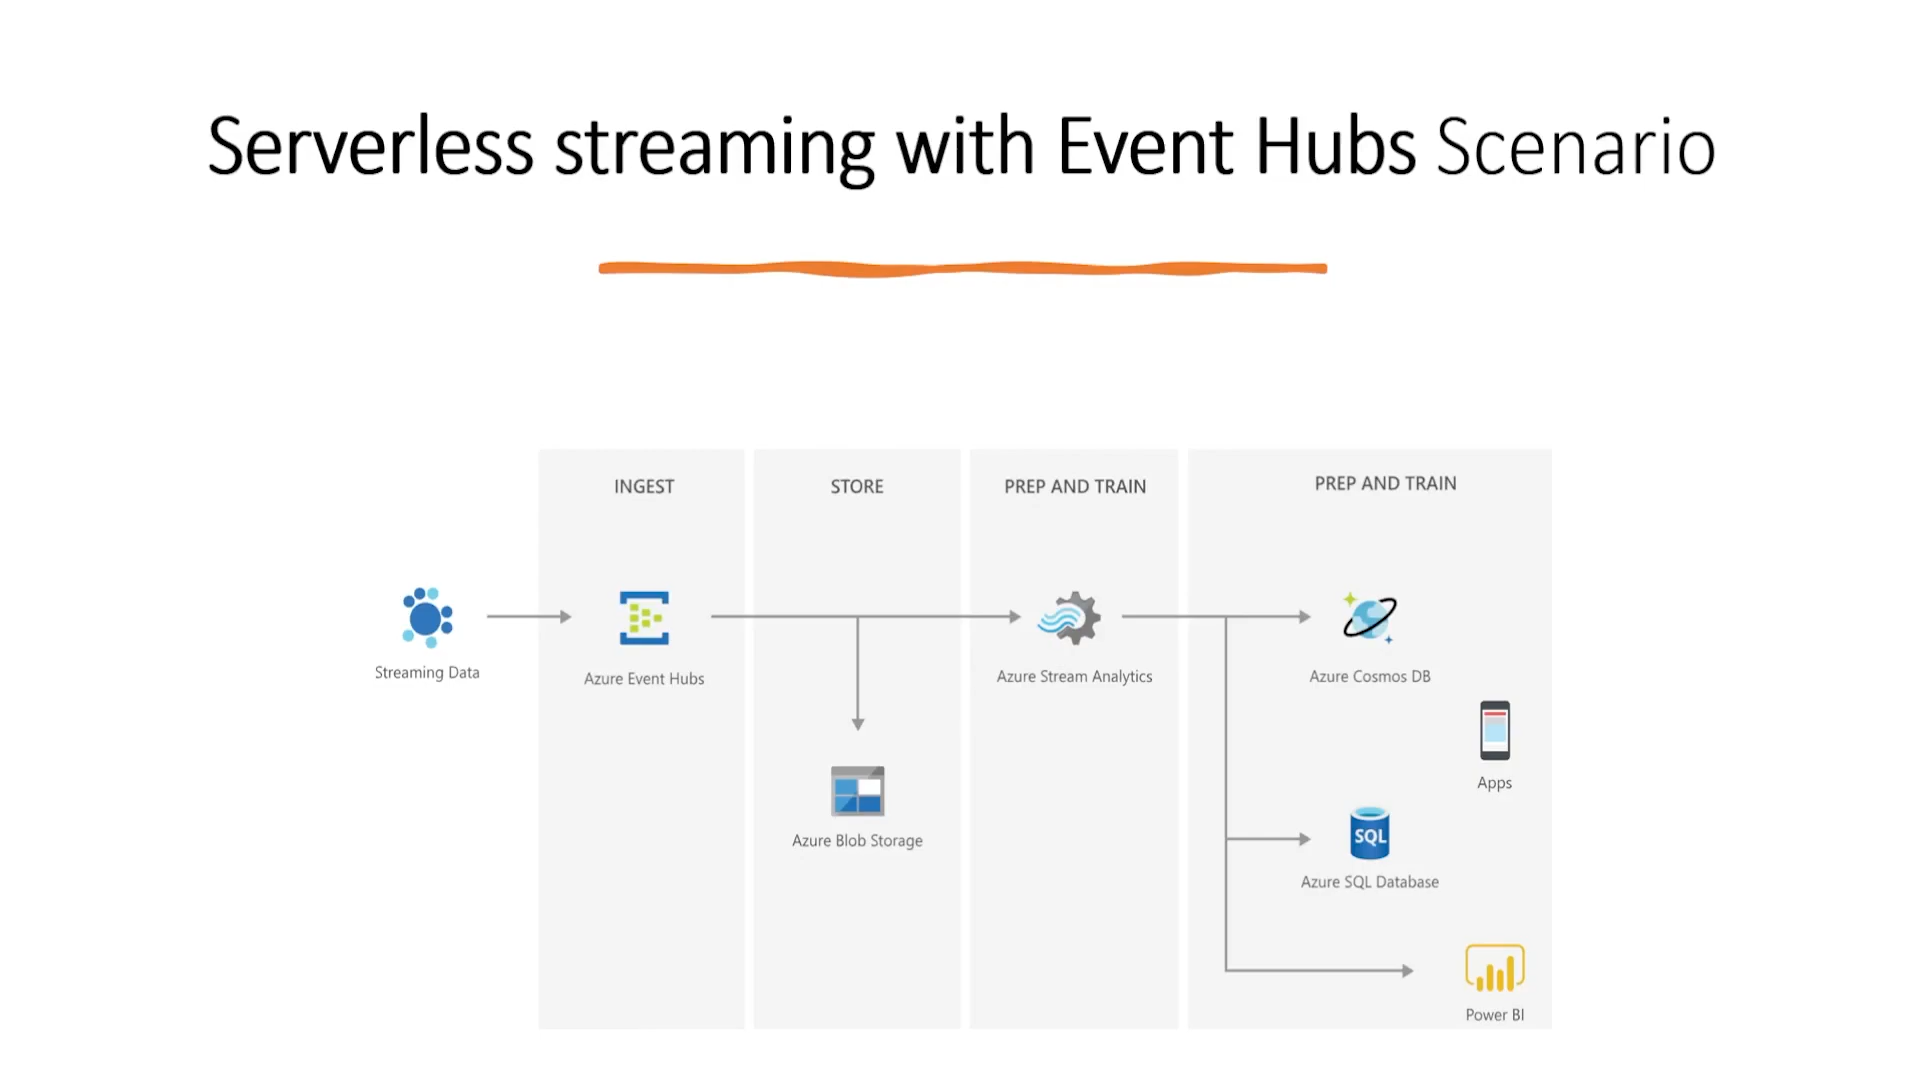 Serverless streaming with Event Hubs Scenario
INGEST
STORE
PREP AND TRAIN
PREP AND TRAIN
Streaming Data
Azure Event Hubs
Azure Stream Analytics
Azure Cosmos DB
Apps
Azure Blob Storage
SQL
Azure SQL Database
Power BI